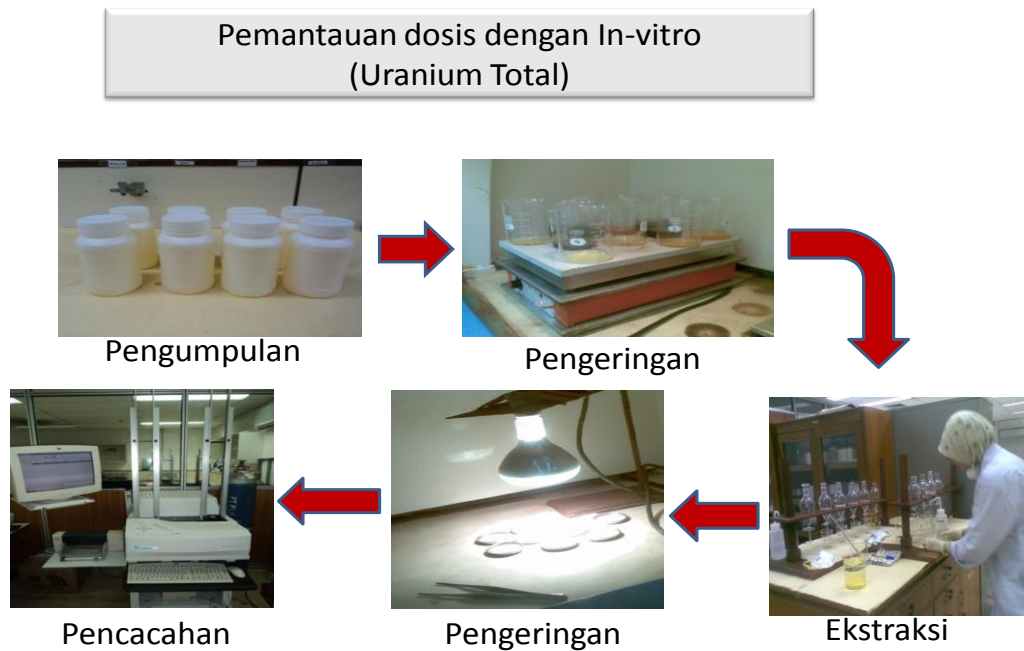 Pemantauan dosis dengan In-vitro
(Uranium Total)
Pengumpulan
Pengeringan
Ekstraksi
Pengeringan
Pencacahan